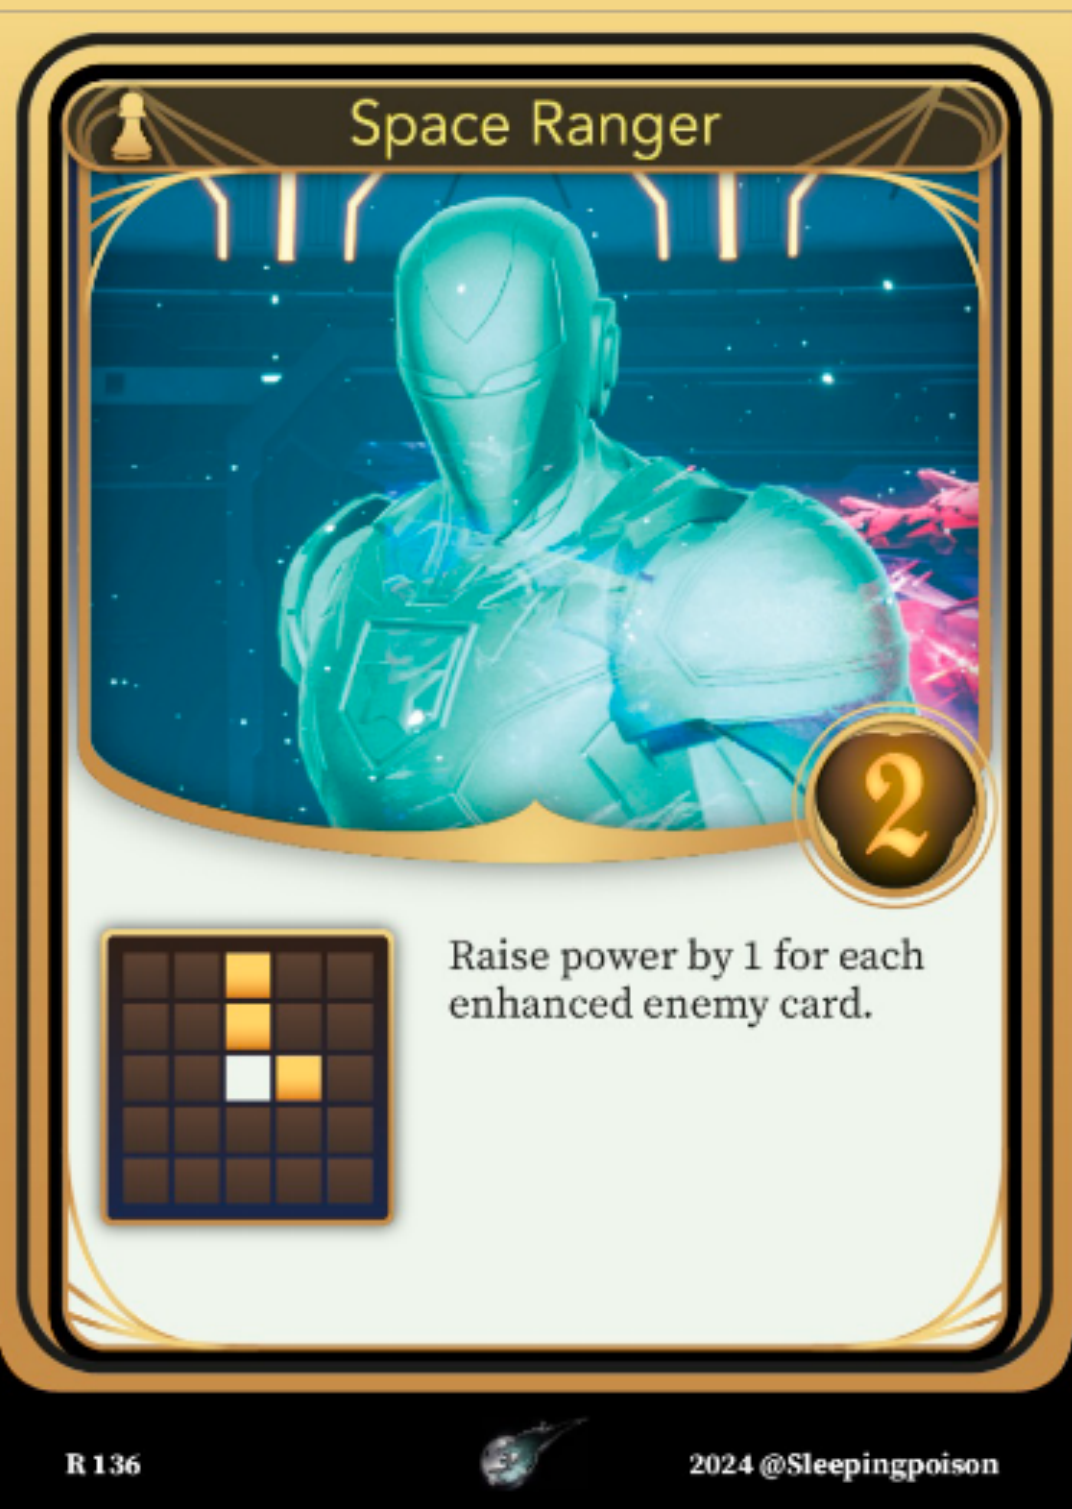 Space Ranger
2
Raise power by 1 for each
enhanced enemy card.
R 136
2024 @Sleepingpoison